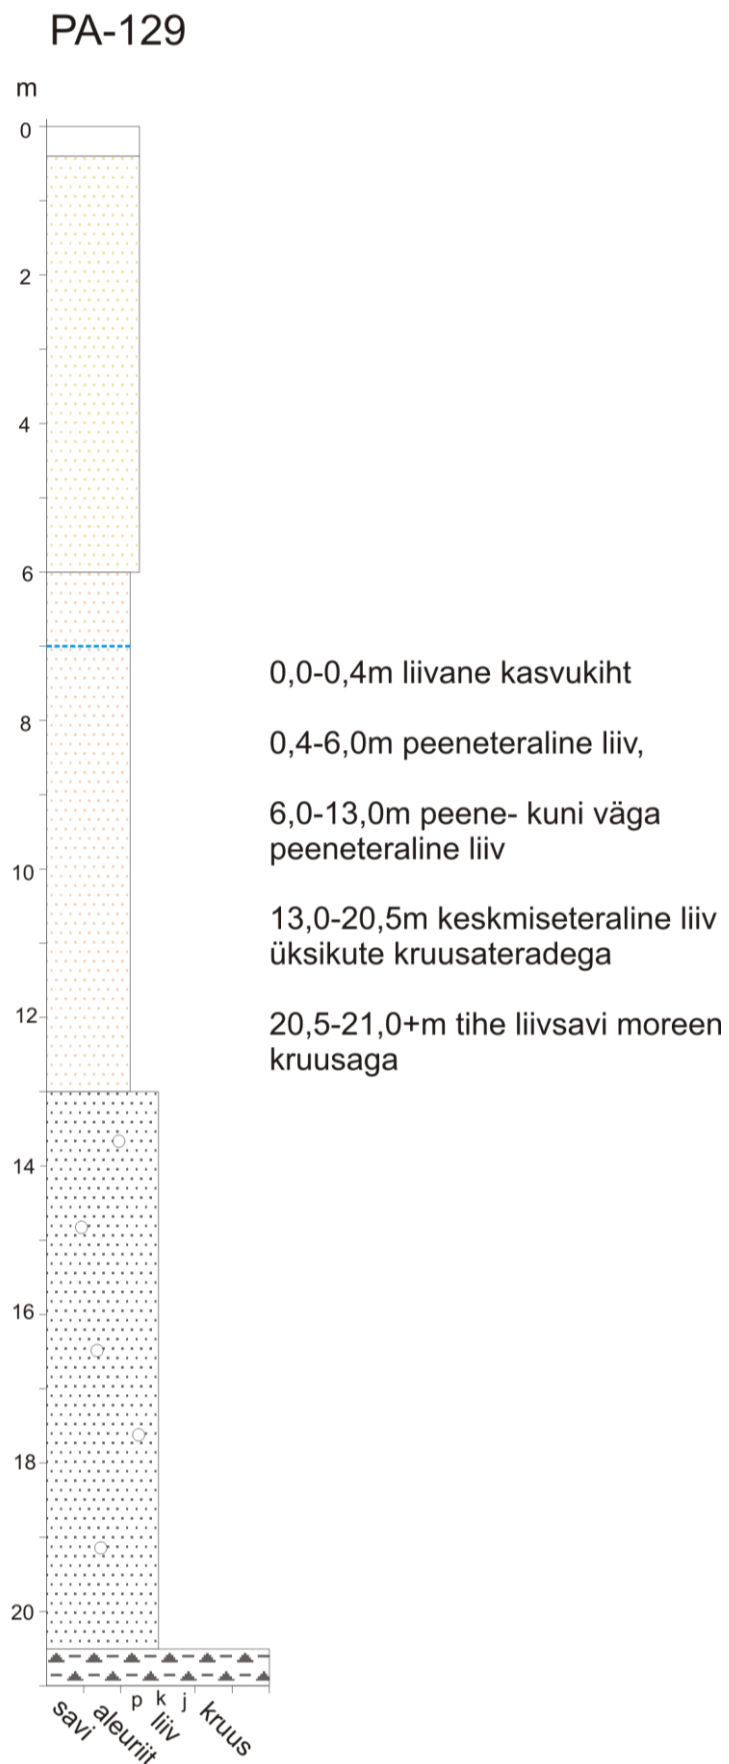 PA-129
m
0
2
4
6
8
10
12
14
16
18
20
0,0-0,4m liivane kasvukiht
0,4-6,0m peeneteraline liiv,
6,0-13,0m peene- kuni väga
peeneteraline liiv
13,0-20,5m keskmiseteraline liiv
üksikute kruusateradega
20,5-21,0+m tihe liivsavi moreen
kruusaga
p k j
savi
aleuriit
liiv
kruus